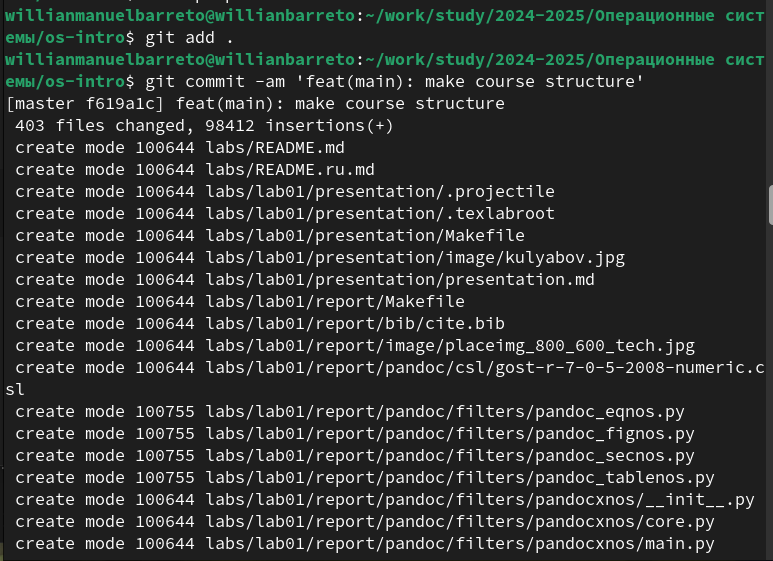 willianmanuelbarreto@willianbarreto:~/work/study/2024-2025/Операционные сист
емы/os-intro$ git add .
willianmanuelbarreto@willianbarreto:~/work/study/2024-2025/Операционные сист
емы/os-intro$ git commit -am 'feat(main): make course structure'
[master f619a1c] feat(main): make course structure
 403 files changed, 98412 insertions(+)
 create mode 100644 labs/README.md
 create mode 100644 labs/README.ru.md
 create mode 100644 labs/lab01/presentation/.projectile
 create mode 100644 labs/lab01/presentation/.texlabroot
 create mode 100644 labs/lab01/presentation/Makefile
 create mode 100644 labs/lab01/presentation/image/kulyabov.jpg
 create mode 100644 labs/lab01/presentation/presentation.md
 create mode 100644 labs/lab01/report/Makefile
 create mode 100644 labs/lab01/report/bib/cite.bib
 create mode 100644 labs/lab01/report/image/placeimg_800_600_tech.jpg
 create mode 100644 labs/lab01/report/pandoc/csl/gost-r-7-0-5-2008-numeric.c
sl
 create mode 100755 labs/lab01/report/pandoc/filters/pandoc_eqnos.py
 create mode 100755 labs/lab01/report/pandoc/filters/pandoc_fignos.py
 create mode 100755 labs/lab01/report/pandoc/filters/pandoc_secnos.py
 create mode 100755 labs/lab01/report/pandoc/filters/pandoc_tablenos.py
 create mode 100644 labs/lab01/report/pandoc/filters/pandocxnos/__init__.py
 create mode 100644 labs/lab01/report/pandoc/filters/pandocxnos/core.py
 create mode 100644 labs/lab01/report/pandoc/filters/pandocxnos/main.py